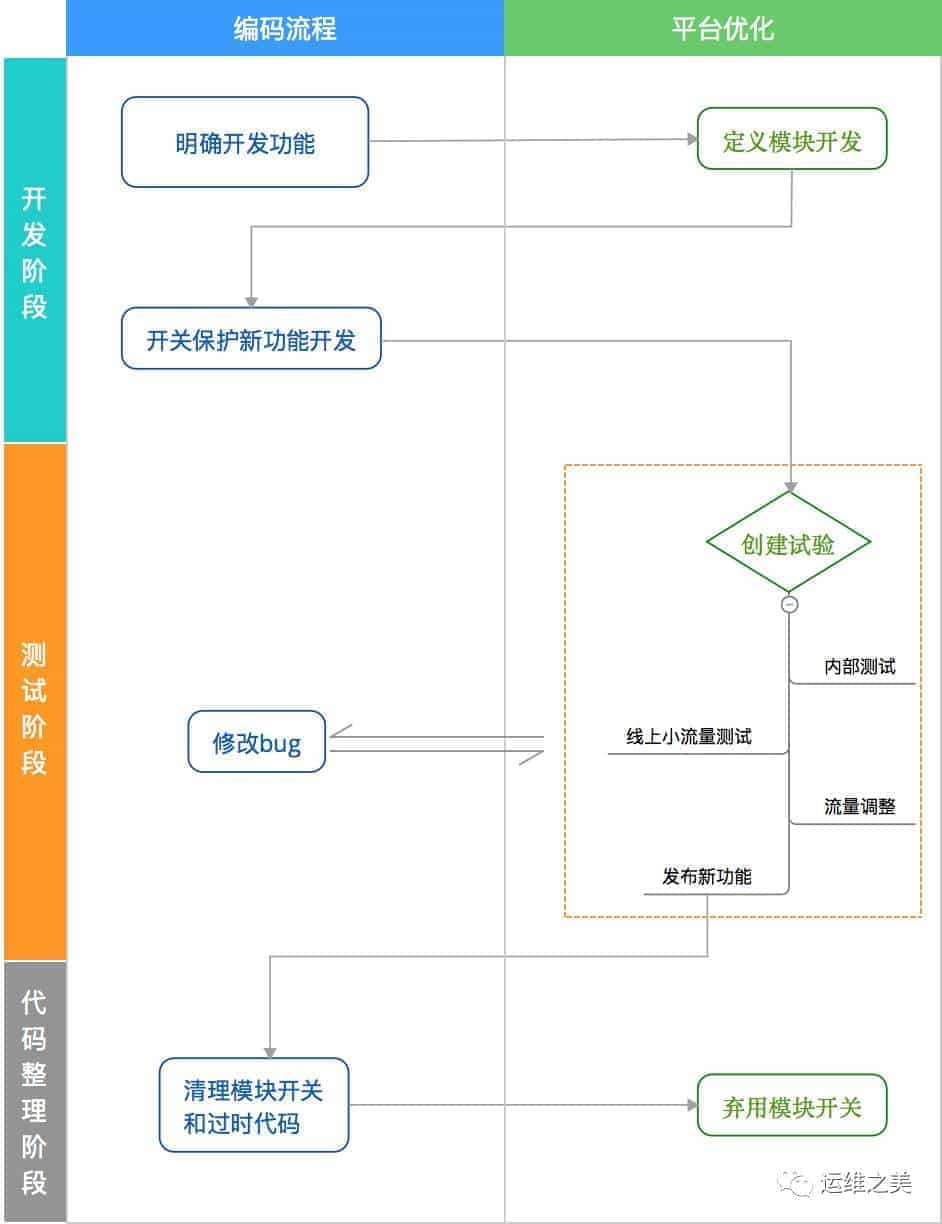 编码流程
平台优化
开发阶段
明确开发功能
定义模块开发
开关保护新功能开发
测试阶段
创建试验
内部测试
线上小流量测试
修改bug
流量调整
发布新功能
代码整理阶段
清理模块开关
和过时代码
弃用模块开关
运维之美